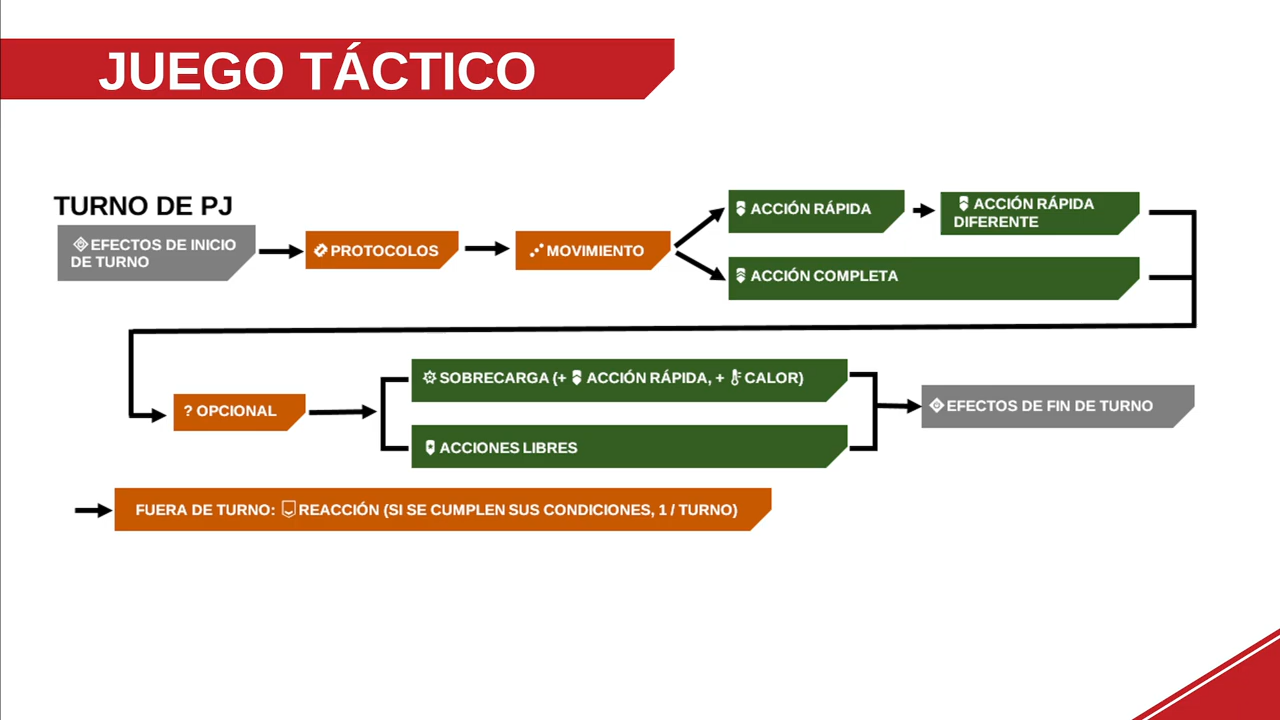 JUEGO TÁCTICO
TURNO DE PJ
EFECTOS DE INICIO
DE TURNO
PROTOCOLOS
MOVIMIENTO
ACCIÓN RÁPIDA
ACCIÓN RÁPIDA
DIFERENTE
ACCIÓN COMPLETA
? OPCIONAL
SOBRECARGA (+ ACCIÓN RÁPIDA, + CALOR)
ACCIONES LIBRES
EFECTOS DE FIN DE TURNO
FUERA DE TURNO: REACCIÓN (SI SE CUMPLEN SUS CONDICIONES, 1 / TURNO)